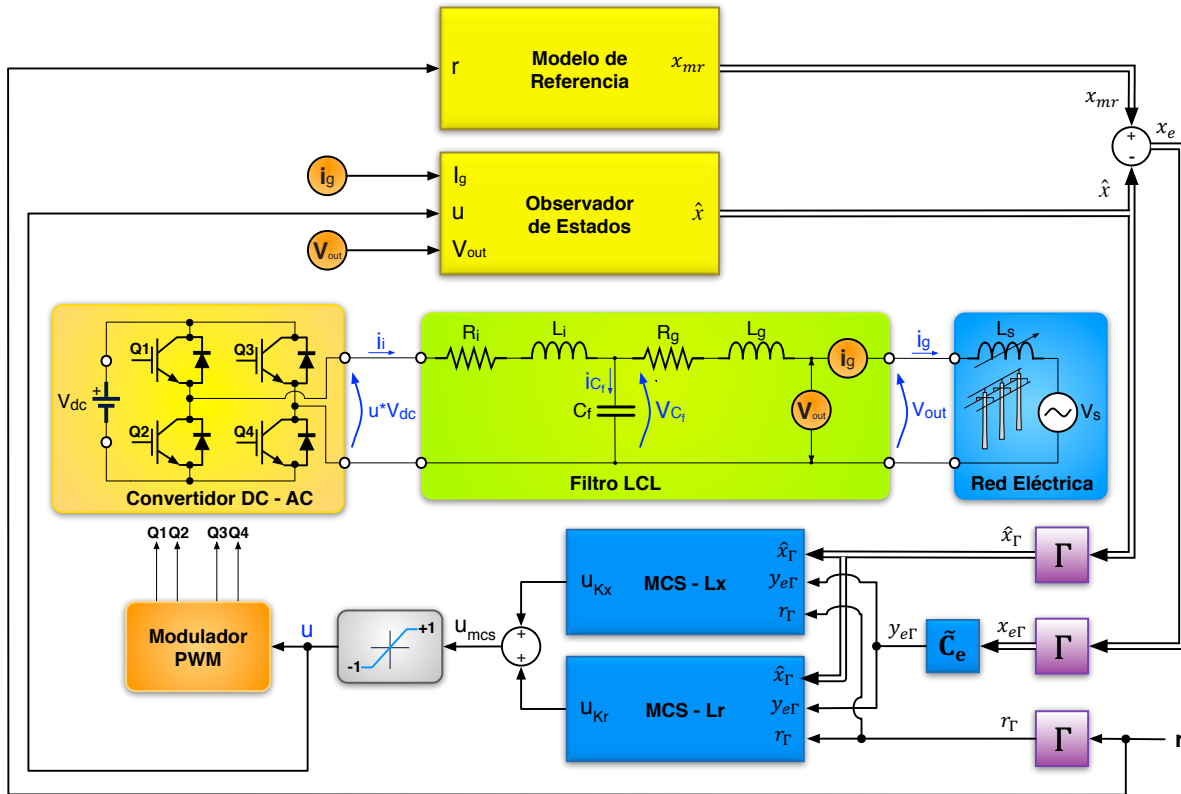 r
Modelo de
Referencia
x_mr
x_mr
+
-
x_e
i_g
I_g
u
Observador
de Estados
x̂
x̂
V_out
V_out
Q1
Q3
Q2
Q4
V_dc
+
Convertidor DC - AC
i_i
u*V_dc
R_i
L_i
R_g
L_g
i_Cf
C_f
V_Cf
V_out
i_g
Filtro LCL
i_g
V_out
L_s
V_s
Red Eléctrica
Q1 Q2 Q3 Q4
Modulador
PWM
u
+1
-1
u_mcs
+
+
u_Kx
MCS - Lx
x̂_Γ
y_eΓ
r_Γ
u_Kr
MCS - Lr
x̂_Γ
y_eΓ
r_Γ
x̂_Γ
Γ
y_eΓ
C̃_e
x_eΓ
Γ
r_Γ
Γ
r